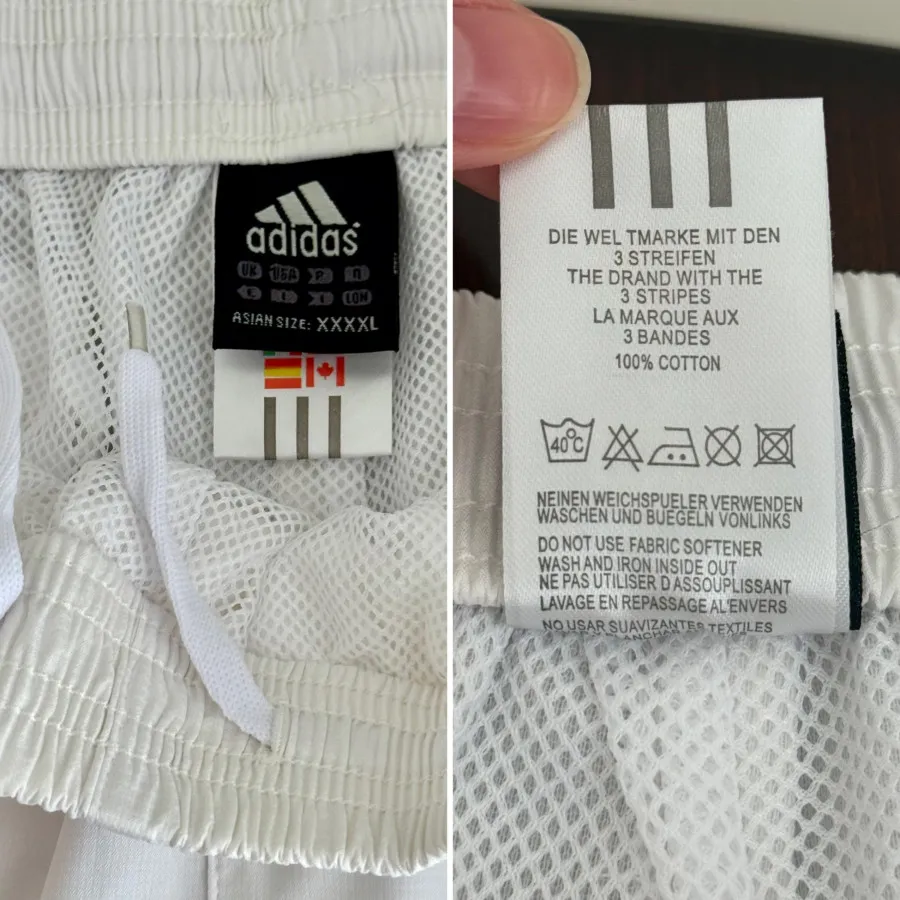 adidas
UK USA F
ASIAN SIZE: XXXXL
DIE WEL TMARKE MIT DEN
3 STREIFEN
THE DRAND WITH THE
3 STRIPES
LA MARQUE AUX
3 BANDES
100% COTTON
40°C
NEINEN WEICHSPUELER VERWENDEN
WASCHEN UND BUEGELN VONLINKS
DO NOT USE FABRIC SOFTENER
WASH AND IRON INSIDE OUT
NE PAS UTILISER D ASSOUPLISSANT
LAVAGE EN REPASSAGE AL'ENVERS
NO USAR SUAVIZANTES TEXTILES